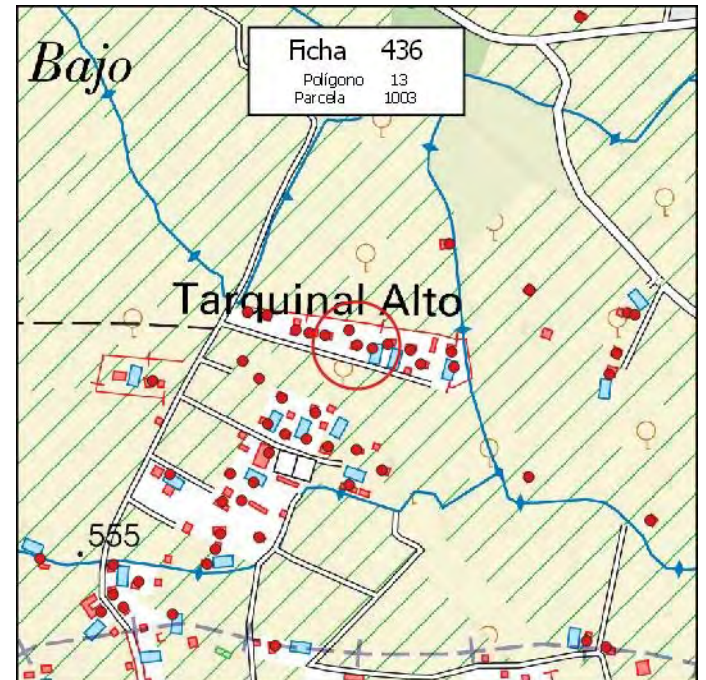 Bajo
Ficha 436
Polígono 13
Parcela 1003
Tarquinal Alto
.555